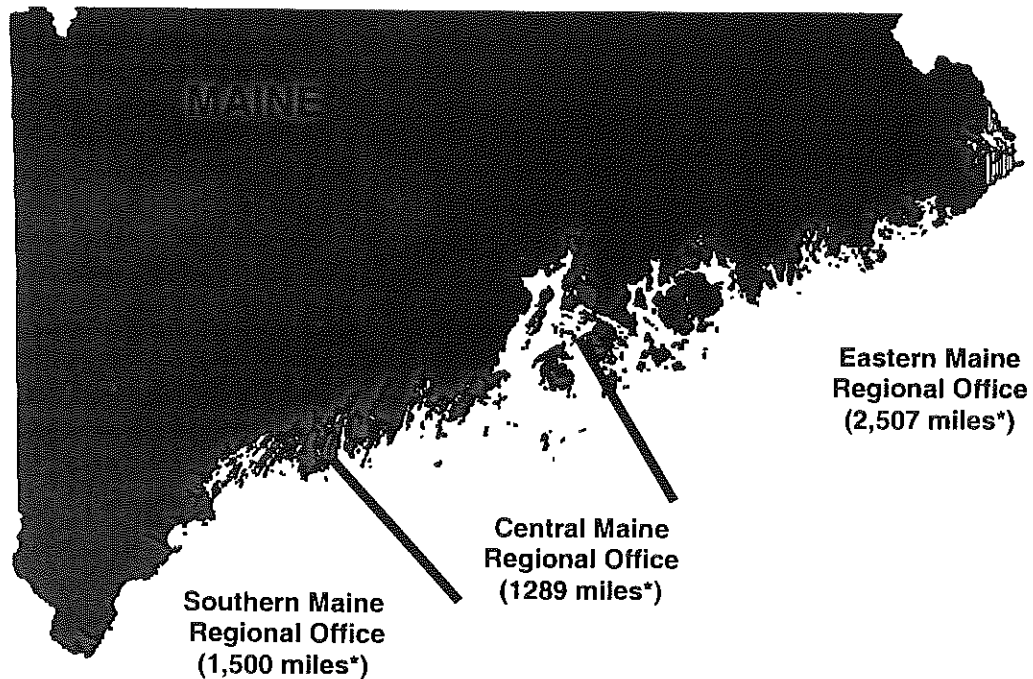 MAINE
Eastern Maine
Regional Office
(2,507 miles*)
Central Maine
Regional Office
(1289 miles*)
Southern Maine
Regional Office
(1,500 miles*)